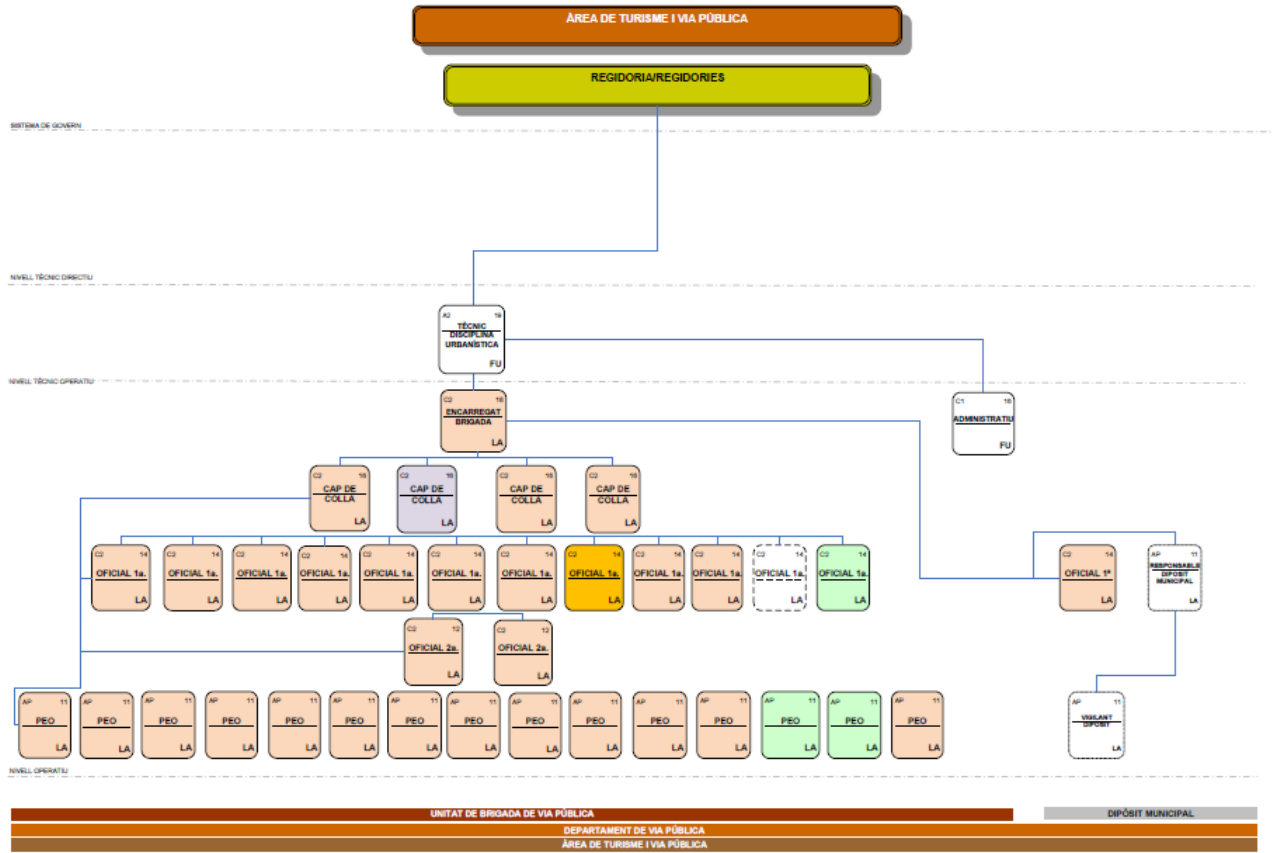 ÀREA DE TURISME I VIA PÚBLICA
REGIDORIA/REGIDORIES
SISTEMA DE GOVERN
NIVELL TÈCNIC DIRECTIU
A2 19
TÈCNIC
DISCIPLINA
URBANÍSTICA
FU
NIVELL TÈCNIC OPERATIU
C2 18
ENCARREGAT
BRIGADA
LA
C1 16
ADMINISTRATIU
FU
C2 16
CAP DE
COLLA
LA
C2 16
CAP DE
COLLA
LA
C2 16
CAP DE
COLLA
LA
C2 16
CAP DE
COLLA
LA
C2 14
OFICIAL 1a.
LA
C2 14
OFICIAL 1a.
LA
C2 14
OFICIAL 1a.
LA
C2 14
OFICIAL 1a.
LA
C2 14
OFICIAL 1a.
LA
C2 14
OFICIAL 1a.
LA
C2 14
OFICIAL 1a.
LA
C2 14
OFICIAL 1a.
LA
C2 14
OFICIAL 1a.
LA
C2 14
OFICIAL 1a.
LA
C2 14
OFICIAL 1a.
LA
C2 14
OFICIAL 1a.
LA
C2 14
OFICIAL 1ª
LA
AP 11
RESPONSABLE
DIPOSIT
MUNICIPAL
LA
C2 12
OFICIAL 2a.
LA
C2 12
OFICIAL 2a.
LA
AP 11
PEO
LA
AP 11
PEO
LA
AP 11
PEO
LA
AP 11
PEO
LA
AP 11
PEO
LA
AP 11
PEO
LA
AP 11
PEO
LA
AP 11
PEO
LA
AP 11
PEO
LA
AP 11
PEO
LA
AP 11
PEO
LA
AP 11
PEO
LA
AP 11
PEO
LA
AP 11
PEO
LA
AP 11
PEO
LA
AP 11
VIGILANT
DIPOSIT
LA
NIVELL OPERATIU
UNITAT DE BRIGADA DE VIA PÚBLICA
DIPÒSIT MUNICIPAL
DEPARTAMENT DE VIA PÚBLICA
ÀREA DE TURISME I VIA PÚBLICA